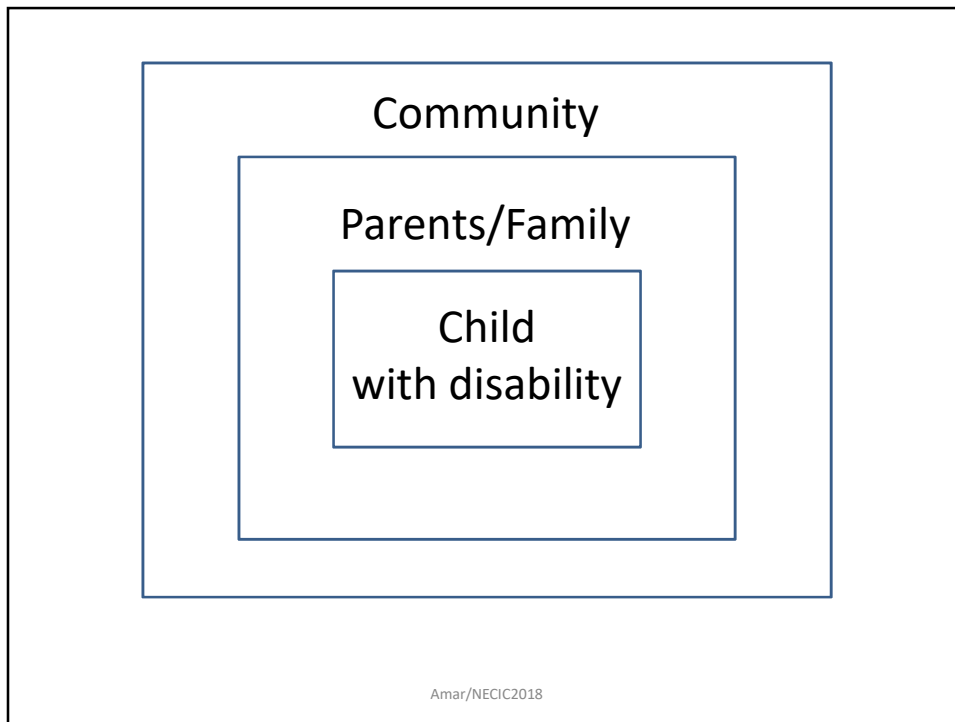 Community
Parents/Family
Child
with disability
Amar/NECIC2018